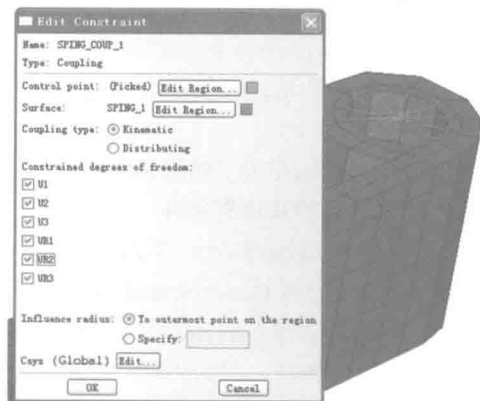 Edit Constraint
Name: SPING_COUP_1
Type: Coupling
Control point: (Picked) Edit Region...
Surface: SPING_1 Edit Region...
Coupling type: Kinematic
Distributing
Constrained degrees of freedom:
U1
U2
U3
UR1
UR2
UR3
Influence radius: To outermost point on the region
Specify:
Csys (Global) Edit...
OK Cancel